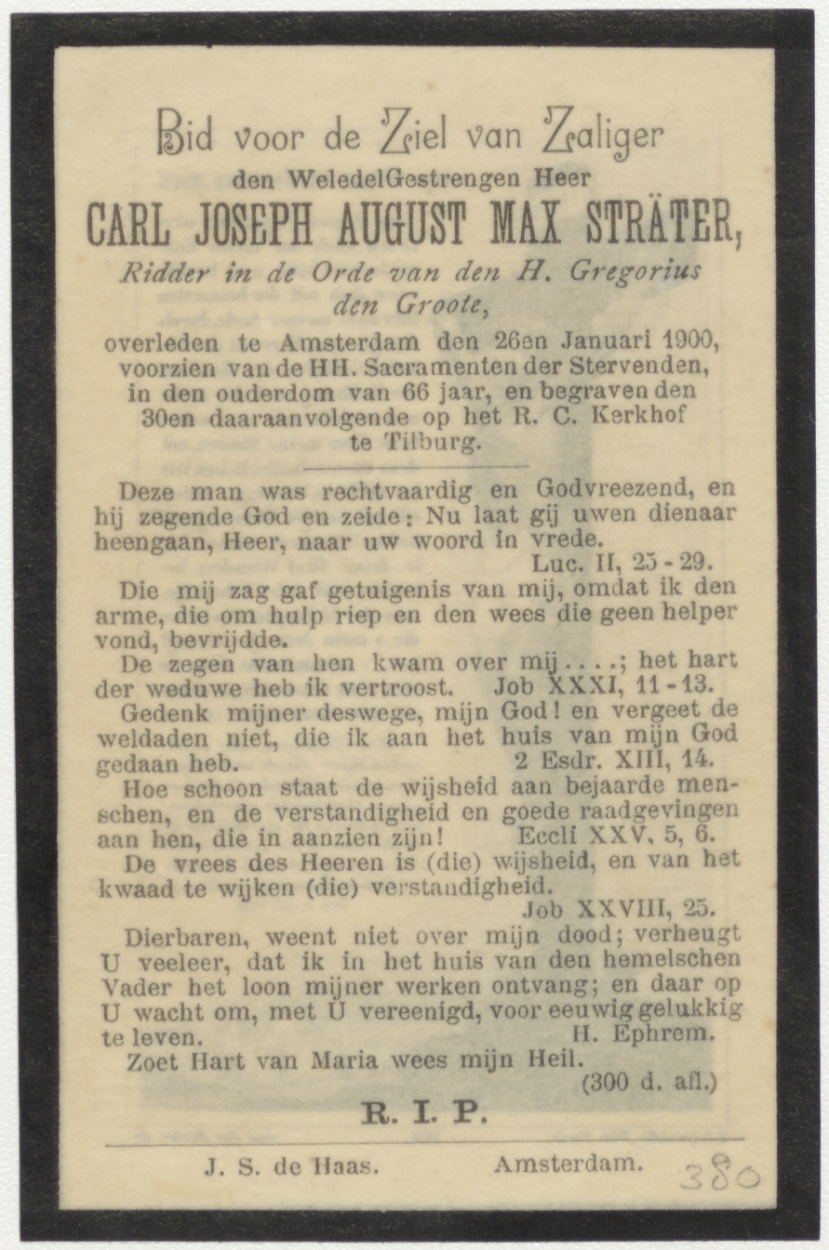 Bid voor de Ziel van Zaliger
den WeledelGestrengen Heer
CARL JOSEPH AUGUST MAX STRÄTER,
Ridder in de Orde van den H. Gregorius
den Groote,
overleden te Amsterdam den 26en Januari 1900,
voorzien van de HH. Sacramenten der Stervenden,
in den ouderdom van 66 jaar, en begraven den
30en daaraanvolgende op het R. C. Kerkhof
te Tilburg.
Deze man was rechtvaardig en Godvreezend, en
hij zegende God en zeide: Nu laat gij uwen dienaar
heengaan, Heer, naar uw woord in vrede.
Luc. II, 25-29.
Die mij zag gaf getuigenis van mij, omdat ik den
arme, die om hulp riep en den wees die geen helper
vond, bevrijdde.
De zegen van hen kwam over mij....; het hart
der weduwe heb ik vertroost. Job XXXI, 11-13.
Gedenk mijner deswege, mijn God! en vergeet de
weldaden niet, die ik aan het huis van mijn God
gedaan heb. 2 Esdr. XIII, 14.
Hoe schoon staat de wijsheid aan bejaarde men-
schen, en de verstandigheid en goede raadgevingen
aan hen, die in aanzien zijn! Eccli XXV. 5, 6.
De vrees des Heeren is (die) wijsheid, en van het
kwaad te wijken (die) verstandigheid.
Job XXVIII, 25.
Dierbaren, weent niet over mijn dood; verheugt
U veeleer, dat ik in het huis van den hemelschen
Vader het loon mijner werken ontvang; en daar op
U wacht om, met U vereenigd, voor eeuwig gelukkig
te leven. H. Ephrem.
Zoet Hart van Maria wees mijn Heil.
(300 d. afl.)
R. I. P.
J. S. de Haas. Amsterdam. 380